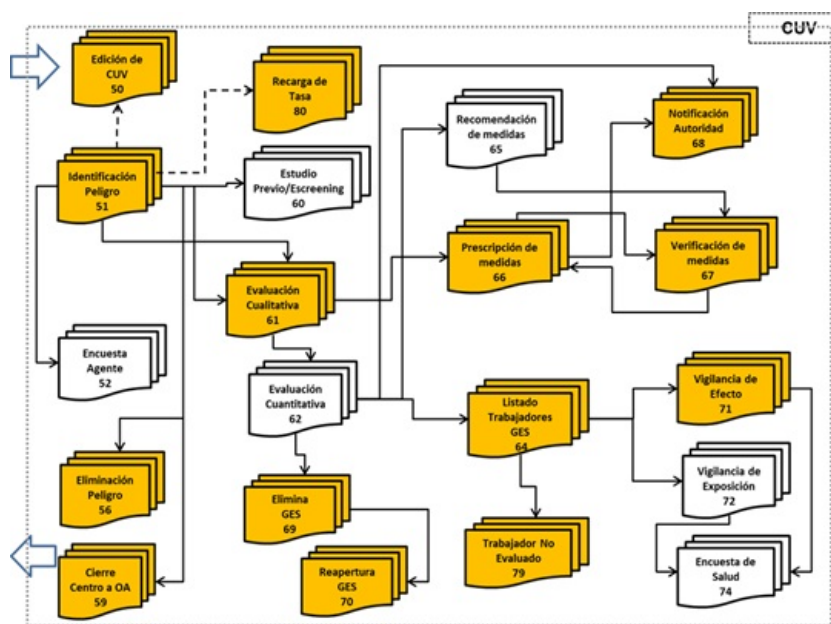 CUV
Edición de
CUV
50
Recarga de
Tasa
80
Recomendación
de medidas
65
Notificación
Autoridad
68
Identificación
Peligro
51
Estudio
Previo/Escreening
60
Prescripción de
medidas
66
Verificación de
medidas
67
Evaluación
Cualitativa
61
Encuesta
Agente
52
Evaluación
Cuantitativa
62
Listado
Trabajadores
GES
64
Vigilancia de
Efecto
71
Eliminación
Peligro
56
Elimina
GES
69
Vigilancia de
Exposición
72
Cierre
Centro a OA
59
Reapertura
GES
70
Trabajador No
Evaluado
79
Encuesta de
Salud
74